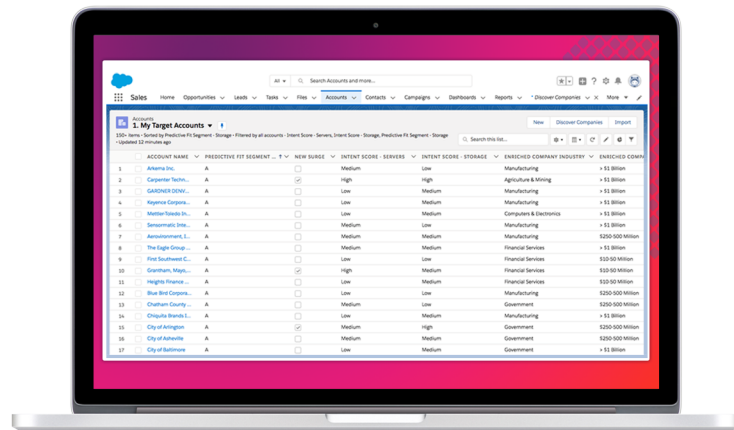 All Search Accounts and more...
Sales Home Opportunities Leads Tasks Files Accounts Contacts Campaigns Dashboards Reports * Discover Companies More
Accounts
1. My Target Accounts
New Discover Companies Import
150+ items • Sorted by Predictive Fit Segment - Storage • Filtered by all accounts - Intent Score - Servers, Intent Score - Storage, Predictive Fit Segment - Storage
• Updated 12 minutes ago
Search this list...
ACCOUNT NAME PREDICTIVE FIT SEGMENT ... NEW SURGE INTENT SCORE - SERVERS INTENT SCORE - STORAGE ENRICHED COMPANY INDUSTRY ENRICHED COMP
1 Arkema Inc. A Medium Low Manufacturing > $1 Billion
2 Carpenter Techn... A High High Agriculture & Mining > $1 Billion
3 GARDNER DENV... A Low Medium Manufacturing > $1 Billion
4 Keyence Corpora... A Low Medium Manufacturing > $1 Billion
5 Mettler-Toledo In... A Low Medium Computers & Electronics > $1 Billion
6 Sensormatic Inte... A Medium Low Manufacturing > $1 Billion
7 Aerovironment, I... A Medium Medium Manufacturing $250-500 Million
8 The Eagle Group ... A Medium Medium Financial Services > $1 Billion
9 First Southwest C... A Low Low Financial Services $10-50 Million
10 Grantham, Mayo,... A High Medium Financial Services $10-50 Million
11 Heights Finance ... A Low Medium Financial Services $10-50 Million
12 Blue Bird Corpora... A Low Low Manufacturing $250-500 Million
13 Chatham County ... A Medium Low Government $250-500 Million
14 Chiquita Brands I... A Low Medium Manufacturing > $1 Billion
15 City of Arlington A Medium High Government $250-500 Million
16 City of Asheville A Medium Medium Government $250-500 Million
17 City of Baltimore A Low Medium Government > $1 Billion